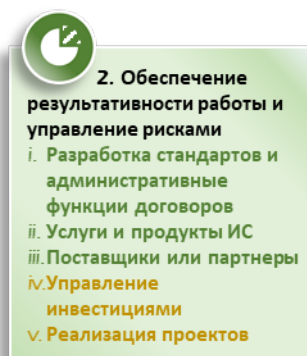 2. Обеспечение
результативности работы и
управление рисками
i. Разработка стандартов и
административные
функции договоров
ii. Услуги и продукты ИС
iii. Поставщики или партнеры
iv. Управление
инвестициями
v. Реализация проектов